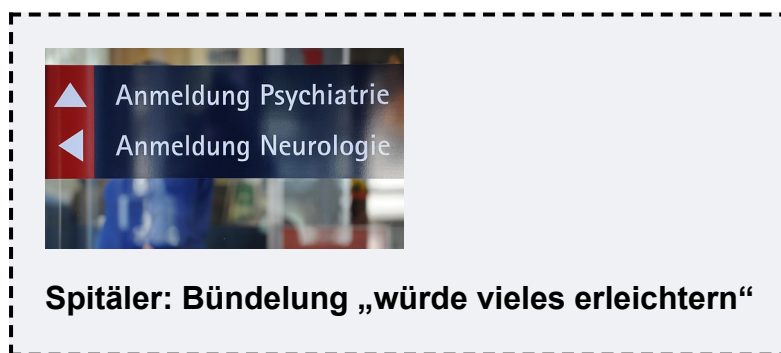 Anmeldung Psychiatrie
Anmeldung Neurologie
Spitäler: Bündelung „würde vieles erleichtern“